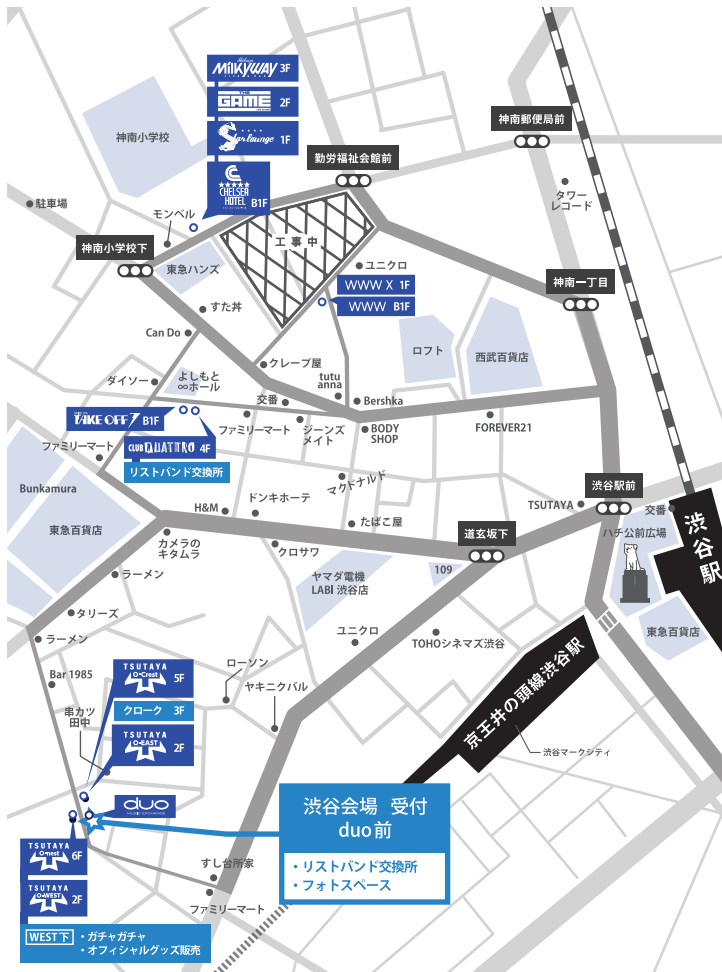 Milkyway 3F
THE GAME 2F
Star lounge 1F
CHELSEA HOTEL B1F
神南小学校
勤労福祉会館前
神南郵便局前
タワー
レコード
駐車場
モンベル
神南小学校下
東急ハンズ
工事中
ユニクロ
WWW X 1F
WWW B1F
神南一丁目
すた丼
Can Do
ロフト
西武百貨店
クレープ屋
ダイソー
よしもと
∞ホール
tutu
anna
交番
Bershka
TAKE OFF 7 B1F
ファミリーマート
ジーンズ
メイト
BODY
SHOP
FOREVER21
CLUB QUATTRO 4F
リストバンド交換所
ファミリーマート
Bunkamura
マクドナルド
渋谷駅前
TSUTAYA
交番
H&M
ドンキホーテ
東急百貨店
たばこ屋
道玄坂下
ハチ公前広場
渋谷駅
カメラの
キタムラ
クロサワ
ヤマダ電機
LABI 渋谷店
109
ラーメン
タリーズ
ラーメン
ユニクロ
TOHOシネマズ渋谷
東急百貨店
京王井の頭線渋谷駅
渋谷マークシティ
Bar 1985
ローソン
ヤキニクバル
TSUTAYA
O-Crest 5F
クローク 3F
串カツ
田中
TSUTAYA
O-EAST 2F
duo
MUSIC EXCHANGE
渋谷会場 受付
duo前
・リストバンド交換所
・フォトスペース
TSUTAYA
O-nest 6F
TSUTAYA
O-WEST 2F
すし台所家
ファミリーマート
WEST下 ・ガチャガチャ
・オフィシャルグッズ販売